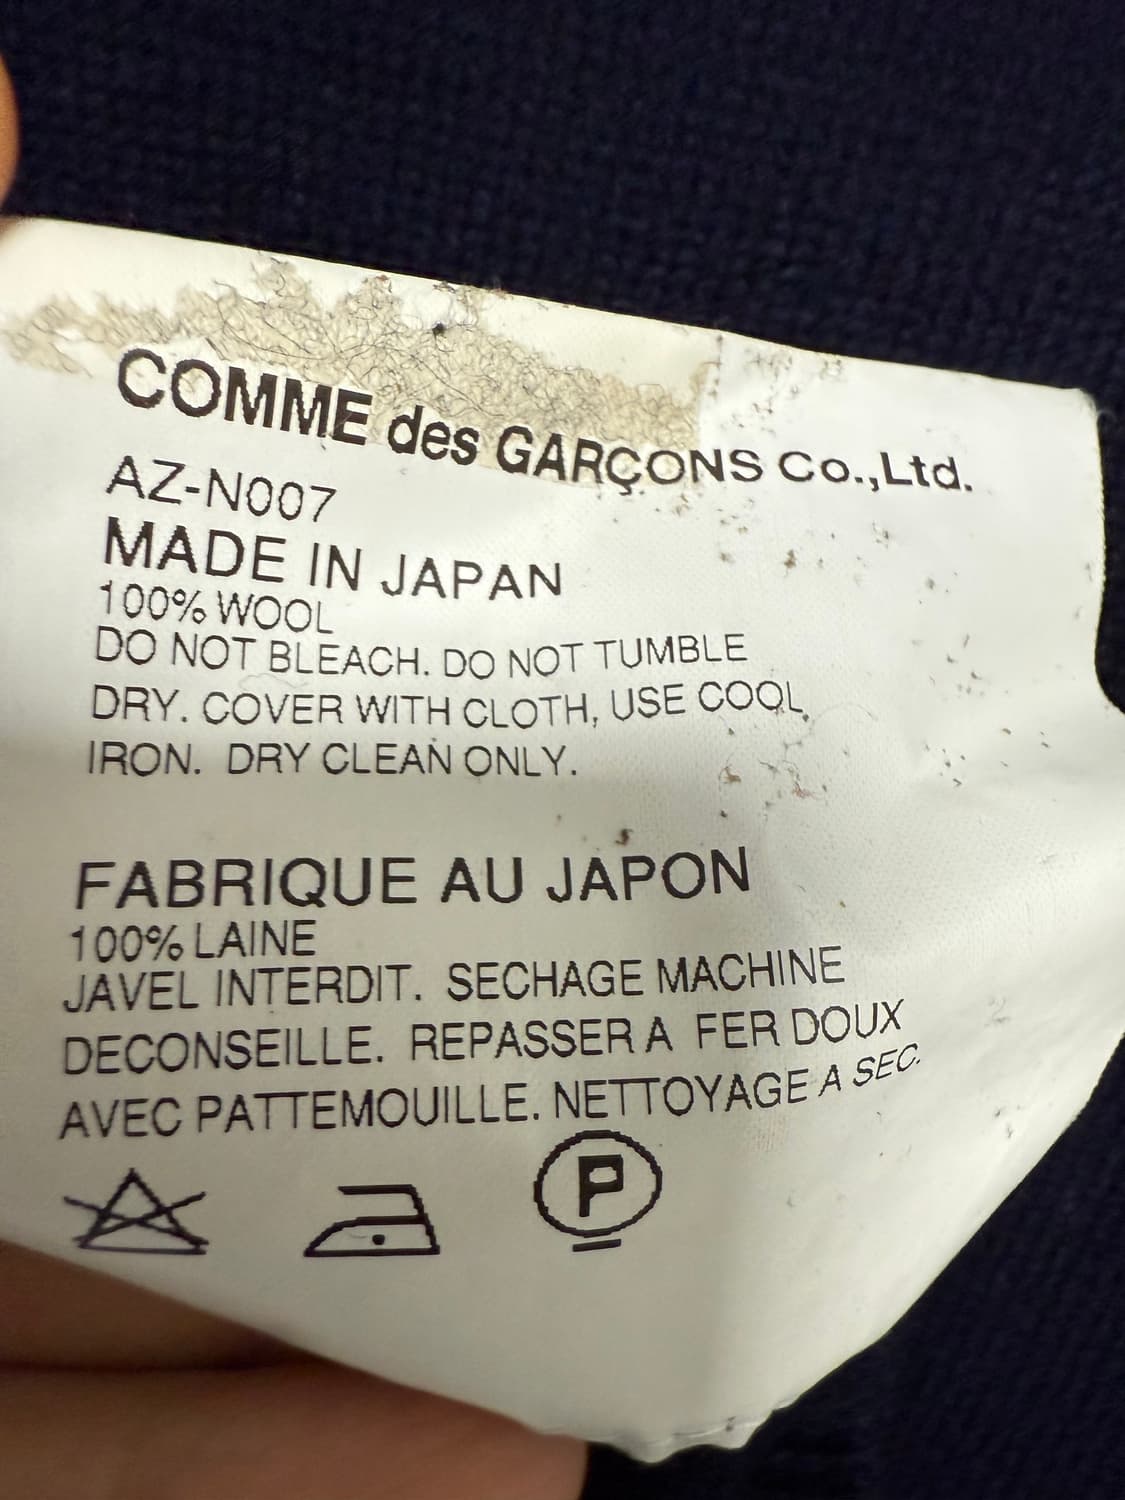 COMME des GARÇONS Co.,Ltd.
AZ-N007
MADE IN JAPAN
100% WOOL
DO NOT BLEACH. DO NOT TUMBLE
DRY. COVER WITH CLOTH, USE COOL
IRON. DRY CLEAN ONLY.
FABRIQUE AU JAPON
100% LAINE
JAVEL INTERDIT. SECHAGE MACHINE
DECONSEILLE. REPASSER A FER DOUX
AVEC PATTEMOUILLE. NETTOYAGE A SEC.
P